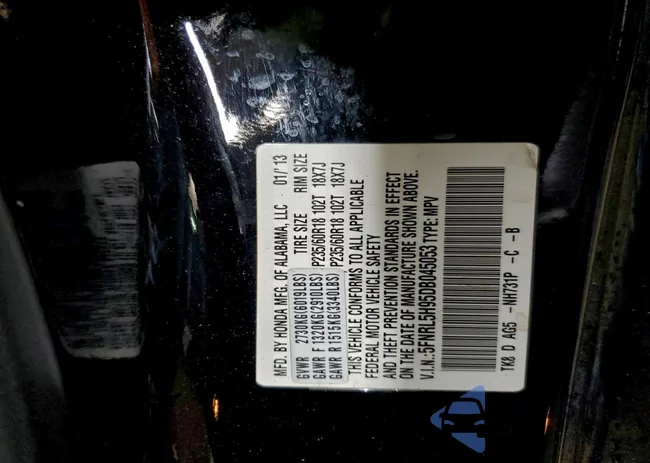 MFD. BY HONDA MFG. OF ALABAMA, LLC 01/'13
GVWR 2730KG(6019LBS) TIRE SIZE RIM SIZE
GAWR F 1320KG(2910LBS) P235/60R18 102T 18X7J
GAWR R 1515KG(3340LBS) P235/60R18 102T 18X7J
THIS VEHICLE CONFORMS TO ALL APPLICABLE
FEDERAL MOTOR VEHICLE SAFETY
AND THEFT PREVENTION STANDARDS IN EFFECT
ON THE DATE OF MANUFACTURE SHOWN ABOVE.
V.I.N.:5FNRL5H95DB045053 TYPE: MPV
TK8 D AG5 -NH731P -C -B